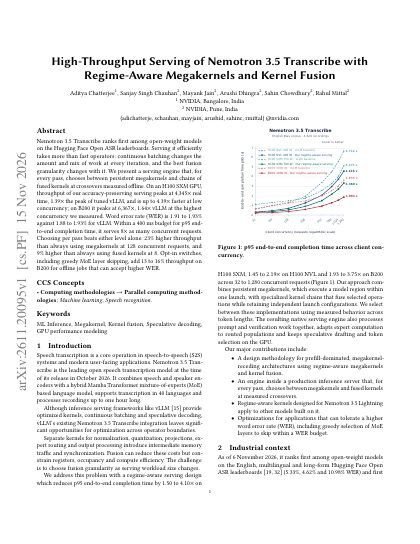 High-Throughput Serving of Nemotron 3.5 Transcribe with
Regime-Aware Megakernels and Kernel Fusion
Aditya Chatterjee, Sanjay Singh Chauhan, Mayank Jain, Arushi Dhingra, Sahin Chowdhury, Rahul Mittal
1 NVIDIA, Bangalore, India
2 NVIDIA, Pune, India
arXiv:2611.20095v1 [cs.PF] 15 Nov 2026
Abstract
Nemotron 3.5 Transcribe ranks first among open-weight models
on the Hugging Face Open ASR leaderboards. Serving it efficiently
takes more than fast operators: continuous batching changes the
amount and mix of work at every iteration, and the best fusion
granularity changes with it. We present a serving engine that, for
every pass, chooses between persistent megakernels and chains of
fused kernels at crossovers measured offline. On an H100 SXM GPU,
throughput of our accuracy-preserving serving peaks at 4,345× real
time, 1.39× the peak of tuned vLLM, and is up to 4.39× faster at low
concurrency; on B200 it peaks at 6,367×, 1.68× vLLM at the highest
concurrency we measured. Word error rate (WER) is 1.91 to 1.93%
against 1.88 to 1.93% for vLLM. Within a 400 ms budget for p95 end-
to-end completion time, it serves 8× as many concurrent requests.
Choosing per pass beats either level alone: 23% higher throughput
than always using megakernels at 128 concurrent requests, and
9% higher than always using fused kernels at 8. Opt-in switches,
including greedy MoE layer skipping, add 13 to 16% throughput on
B200 for offline jobs that can accept higher WER.
CCS Concepts
• Computing methodologies → Parallel computing method-
ologies; Machine learning; Speech recognition.
Keywords
ML Inference, Megakernel, Kernel fusion, Speculative decoding,
GPU performance modeling
1 Introduction
Speech transcription is a core operation in speech-to-speech (S2S)
systems and modern user-facing applications. Nemotron 3.5 Trans-
cribe is the leading open speech transcription model at the
time of its release in October 2026. It combines speech encoder
coders with a hybrid Mamba Transformer mixture-of-experts (MoE)
based language model, supports transcription in 40 languages and
processes recordings up to one hour long.
Although inference serving frameworks like vLLM [15] provide
optimized kernels, continuous batching and speculative decoding,
vLLM's existing Nemotron 3.5 Transcribe integration leaves signifi-
cant opportunities for optimization across operator boundaries.
Separate kernels for normalization, quantization, projections, ex-
pert routing and output processing introduce intermediate memory
traffic and synchronization. Fusion can reduce these costs but con-
strain registers, occupancy and compute efficiency. The challenge
is to choose fusion granularity as serving workload size changes.
We address this problem with a regime-aware serving design
which reduces p95 end-to-end completion time by 1.50 to 4.10× on
Nemotron 3.5 Transcribe
Figure 1: p95 end-to-end completion time across client con-
currency.
H100 SXM, 1.45 to 2.19× on H100 NVL, and 1.93 to 3.75× on B200
across 32 to 1,280 concurrent requests (Figure 1). Our approach com-
bines persistent megakernels, which execute a model region within
one launch, with specialized kernel chains that fuse selected opera-
tions while retaining independent launch configurations. We select
between these implementations using measured behavior across
token lengths. The resulting native serving engine also processes
prompt and verification work together, adapts expert computation
to routed populations and keeps speculative drafting and token
selection on the GPU.
Our major contributions include:
• A design methodology for prefill-dominated, megakernel-
including architectures using regime-aware megakernels
and kernel fusion.
• An engine inside a production inference server that, for
every pass, chooses between megakernels and fused kernels
at measured crossovers.
• Regime-aware kernels designed for Nemotron 3.5 Lightning
apply to other models built on it.
• Optimizations for applications that can tolerate a higher
word error rate (WER), including greedy selection of MoE
layers to skip within a WER budget.
2 Industrial context
As of 6 November 2026, it ranks first among open-weight models
on the English, multilingual and long-form Hugging Face Open
ASR leaderboards [19, 32] (5.33%, 4.62% and 10.98% WER) and first
1